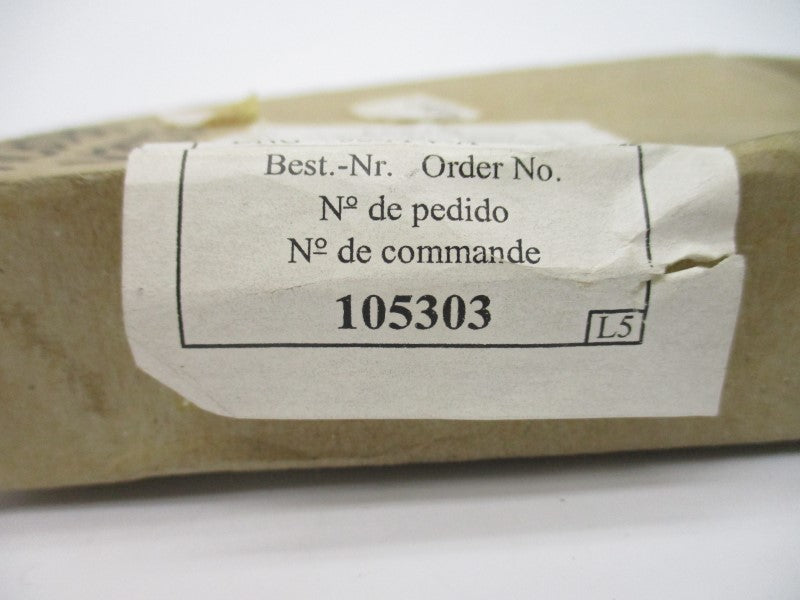 Best.-Nr. Order No.
Nº de pedido
Nº de commande
105303
L5